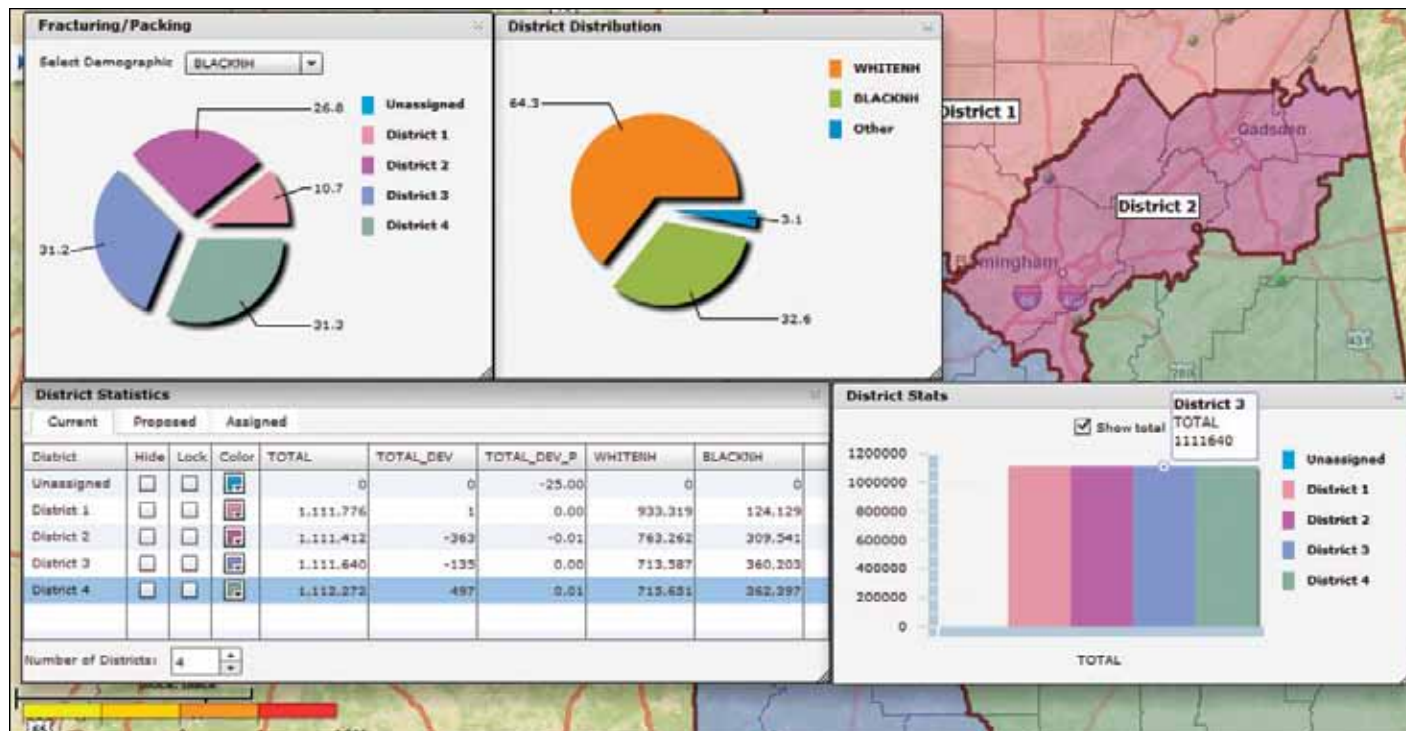 Fracturing/Packing
Select Demographic BLACKNH
26.8
10.7
31.2
31.3
Unassigned
District 1
District 2
District 3
District 4
District Distribution
64.3
3.1
32.6
WHITENH
BLACKNH
Other
District 1
Gadsden
District 2
Birmingham
431
District Statistics
Current Proposed Assigned
District Hide Lock Color TOTAL TOTAL_DEV TOTAL_DEV_P WHITENH BLACKNH
Unassigned 0 0 -25.00 0 0
District 1 1,111,776 1 0.00 933,319 124,129
District 2 1,111,412 -363 -0.01 763,262 309,541
District 3 1,111,640 -135 0.00 713,587 360,203
District 4 1,112,272 497 0.01 715,651 362,397
Number of Districts: 4
District Stats
Show total
District 3
TOTAL
1111640
1200000
1000000
800000
600000
400000
200000
0
TOTAL
Unassigned
District 1
District 2
District 3
District 4